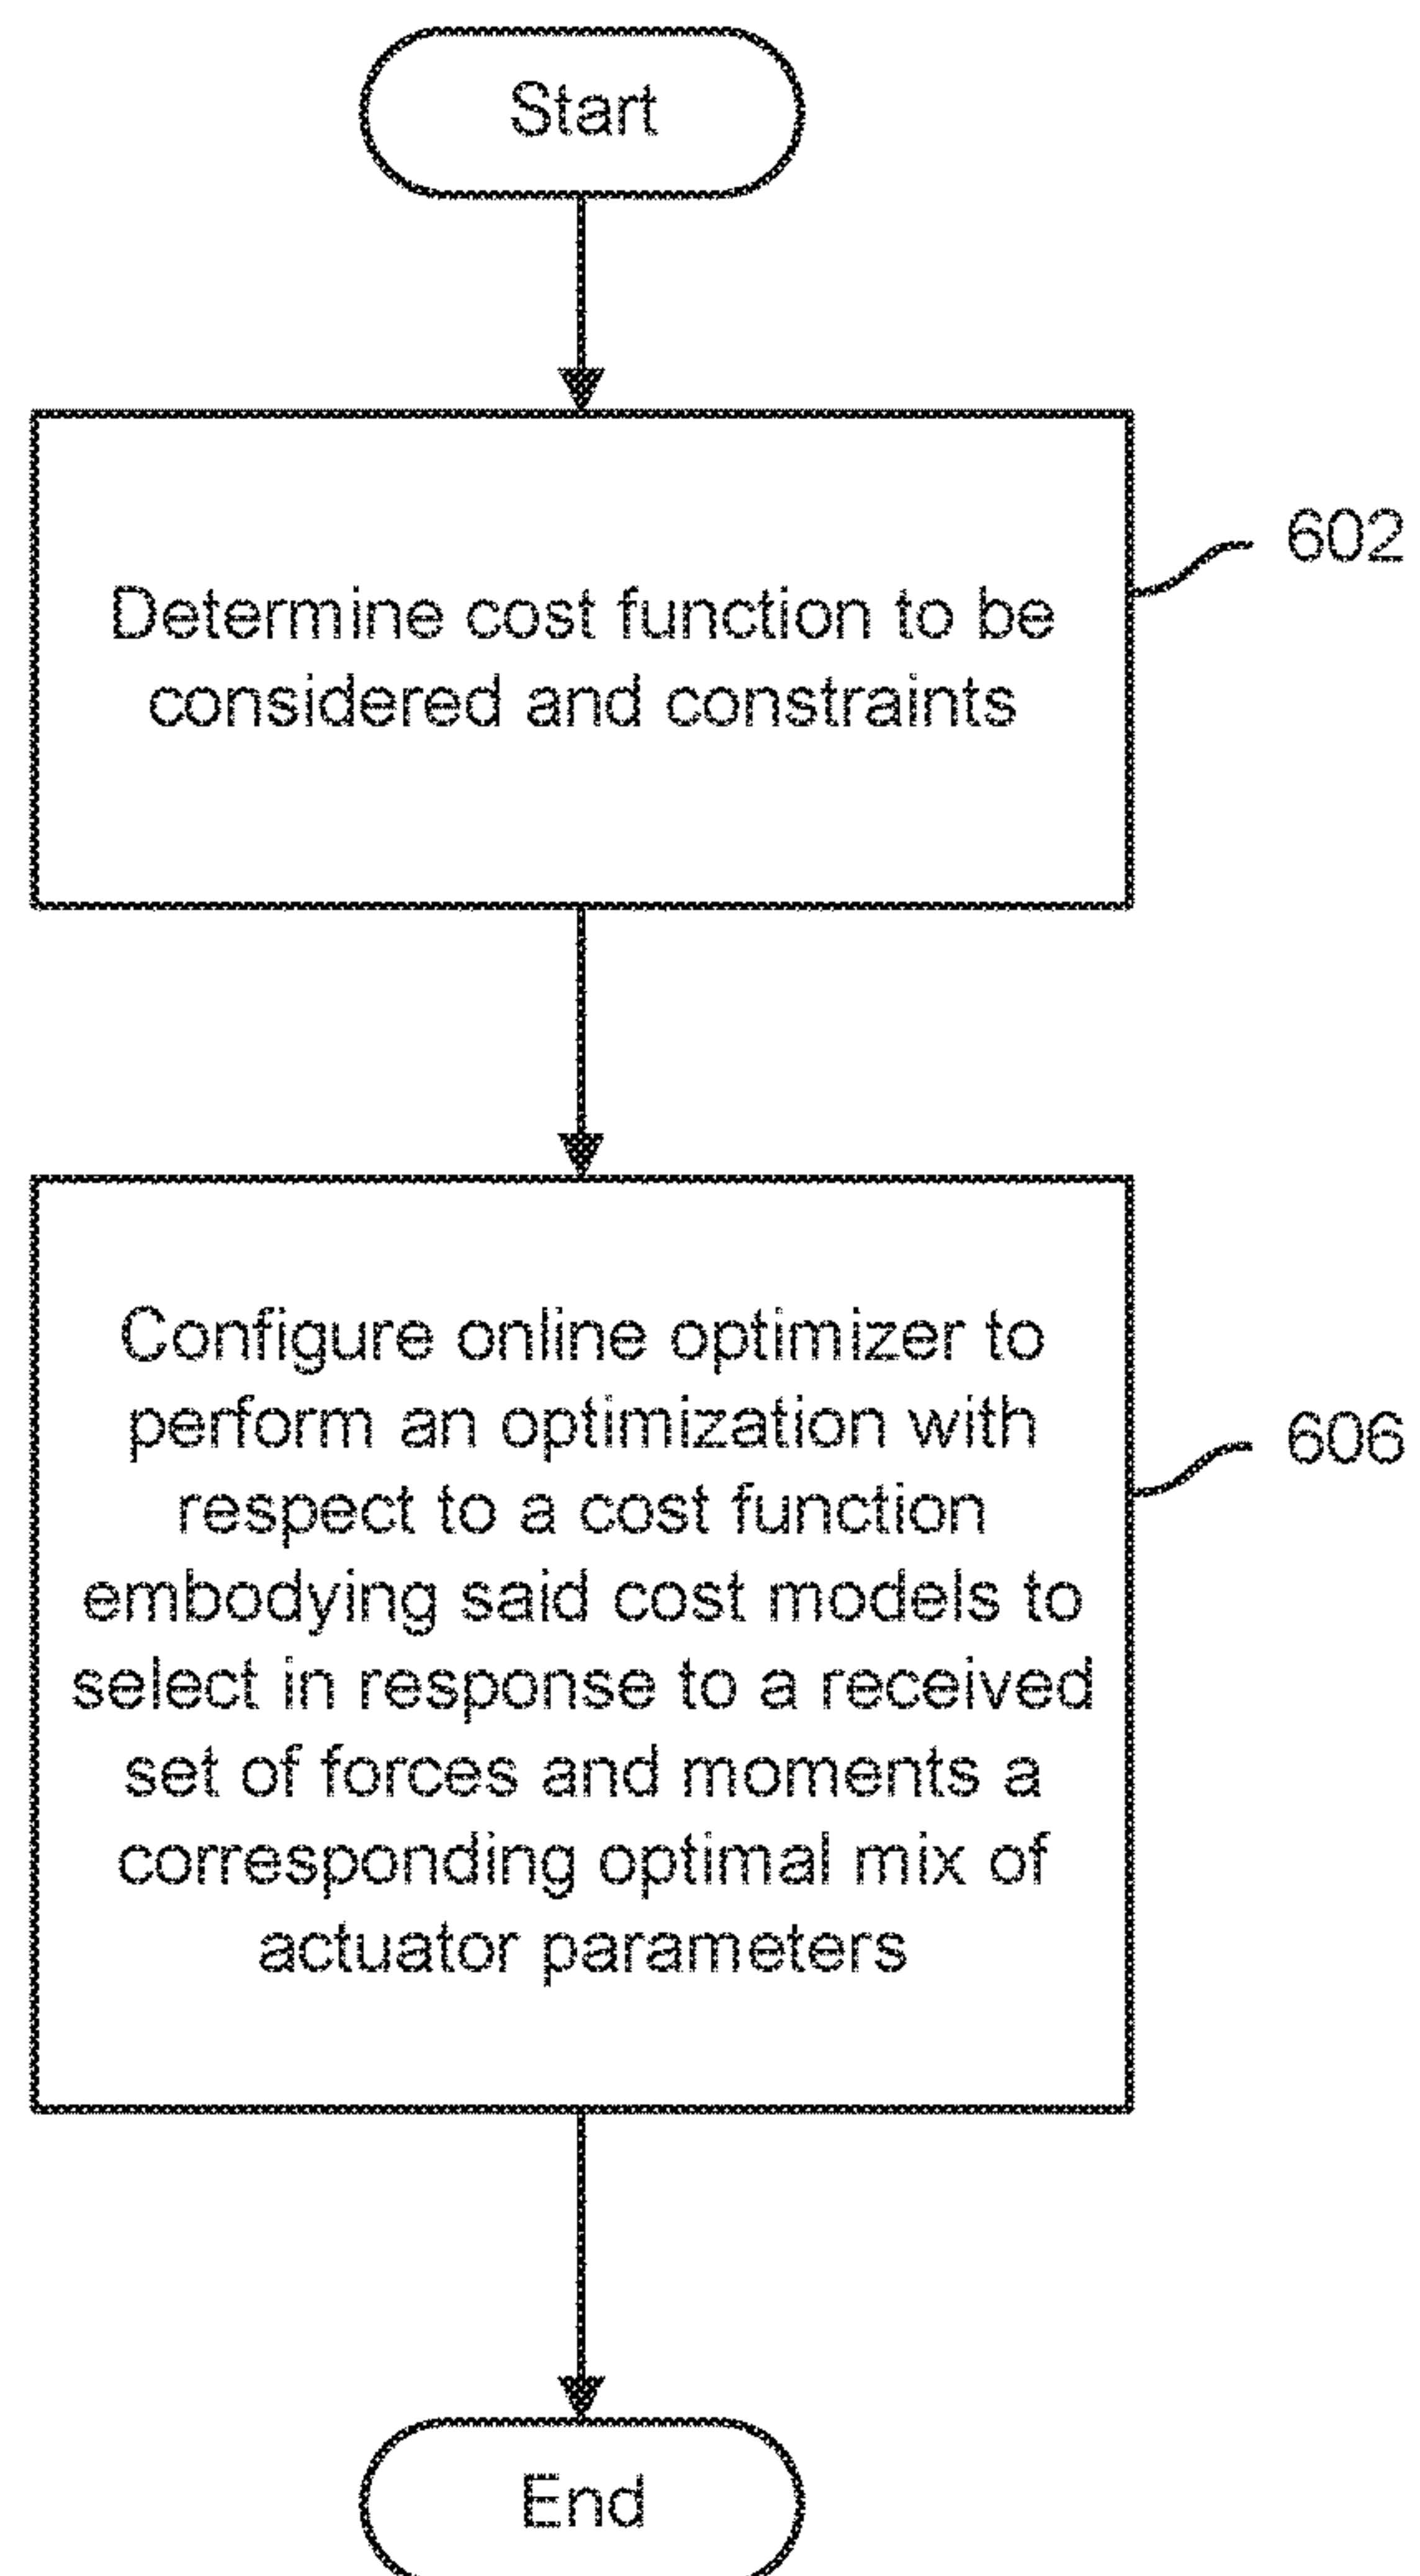 Start
602
Determine cost function to be
considered and constraints
Configure online optimizer to
606
perform an optimization with
respect to a cost function
embodying said cost models to
select in response to a received
set of forces and moments a
corresponding optimal mix of
actuator parameters
End